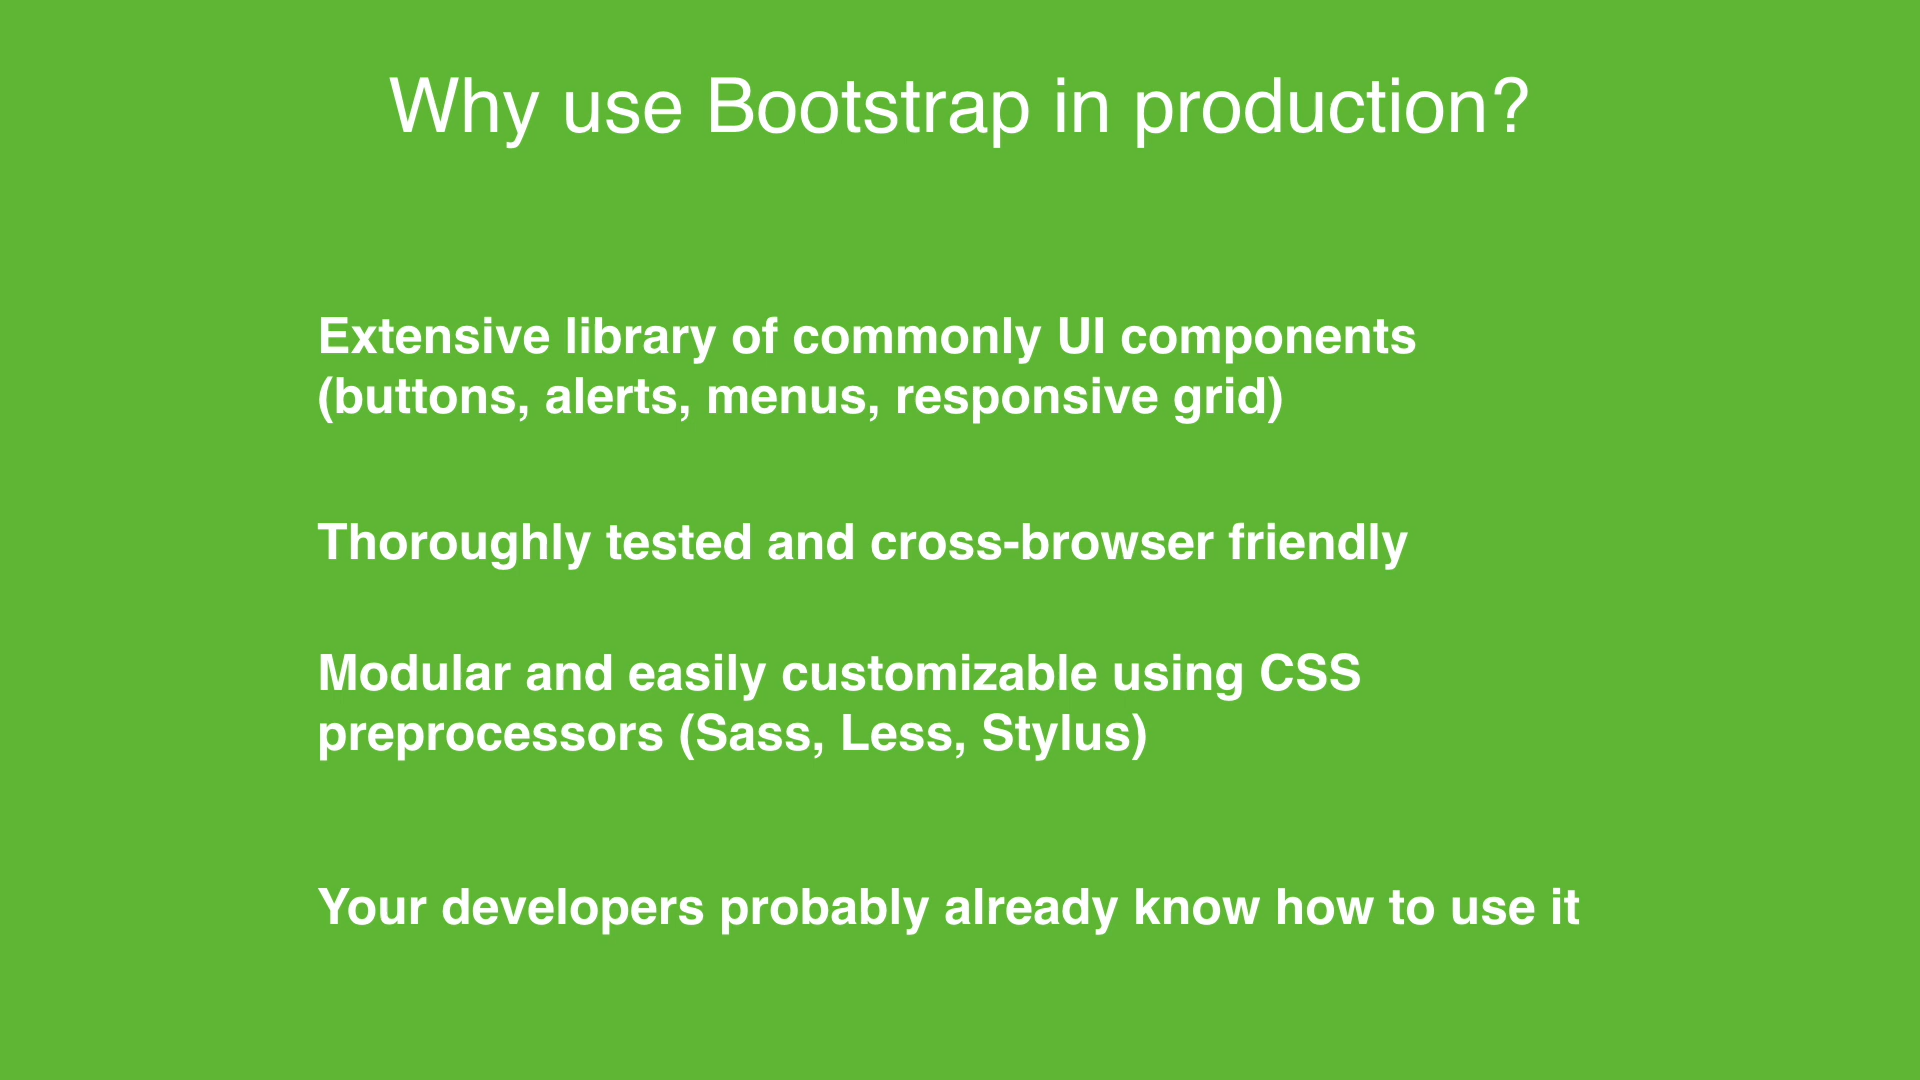 Why use Bootstrap in production?
Extensive library of commonly UI components
(buttons, alerts, menus, responsive grid)
Thoroughly tested and cross-browser friendly
Modular and easily customizable using CSS
preprocessors (Sass, Less, Stylus)
Your developers probably already know how to use it